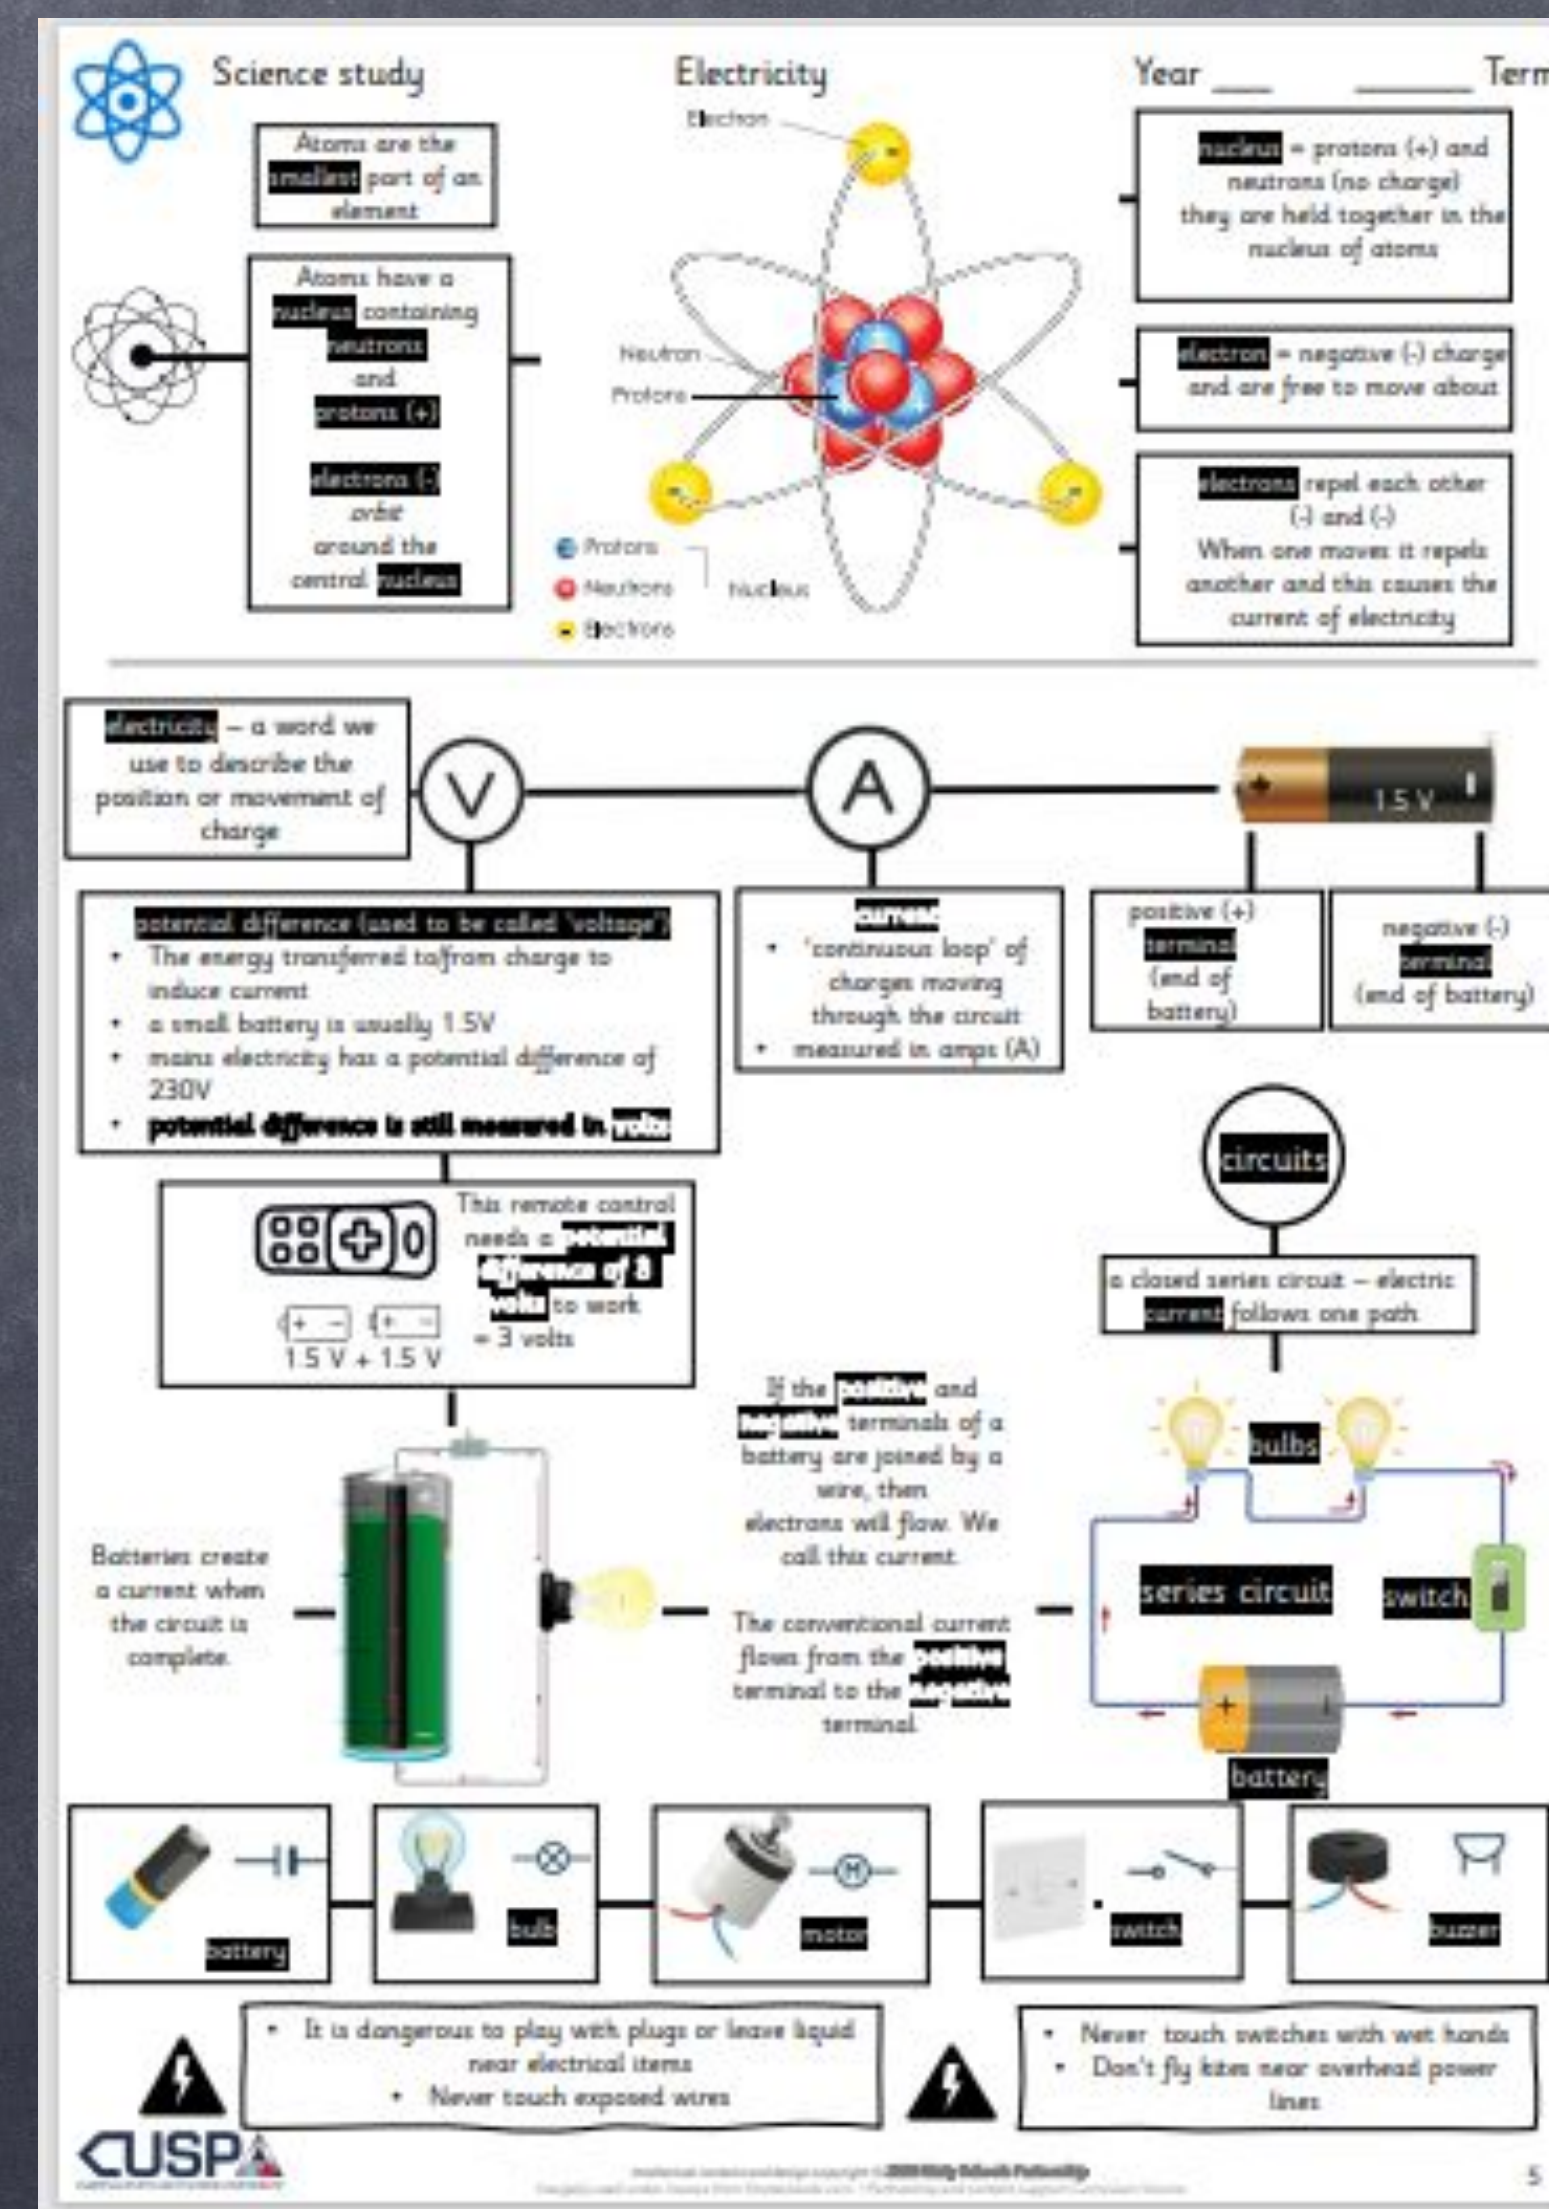 Science study
Electricity
Year ___ ______ Term
Atoms are the
smallest part of an
element
Atoms have a
nucleus containing
neutrons
and
protons (+)
electrons (-)
orbit
around the
central nucleus
Electron
Neutron
Protons
Protons
Neutrons
Electrons
Nucleus
nucleus = protons (+) and
neutrons (no charge)
they are held together in the
nucleus of atoms
electron = negative (-) charge
and are free to move about
electrons repel each other
(-) and (-)
When one moves it repels
another and this causes the
current of electricity
electricity – a word we
use to describe the
position or movement of
charge
V
A
+ 1.5 V
potential difference (used to be called 'voltage')
• The energy transferred to/from charge to
induce current
• a small battery is usually 1.5V
• mains electricity has a potential difference of
230V
• potential difference is still measured in volts
current
• 'continuous loop' of
charges moving
through the circuit
• measured in amps (A)
positive (+)
terminal
(end of
battery)
negative (-)
terminal
(end of battery)
This remote control
needs a potential
difference of 3
volts to work
= 3 volts
+ - + -
1.5 V + 1.5 V
circuits
a closed series circuit – electric
current follows one path
Batteries create
a current when
the circuit is
complete.
If the positive and
negative terminals of a
battery are joined by a
wire, then
electrons will flow. We
call this current.
The conventional current
flows from the positive
terminal to the negative
terminal.
bulbs
series circuit
switch
+ -
battery
battery
bulb
M
motor
switch
buzzer
• It is dangerous to play with plugs or leave liquid
near electrical items
• Never touch exposed wires
• Never touch switches with wet hands
• Don't fly kites near overhead power
lines
CUSP
5